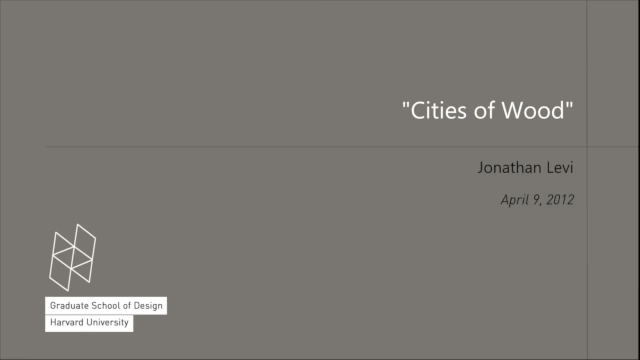 "Cities of Wood"
Jonathan Levi
April 9, 2012
Graduate School of Design
Harvard University